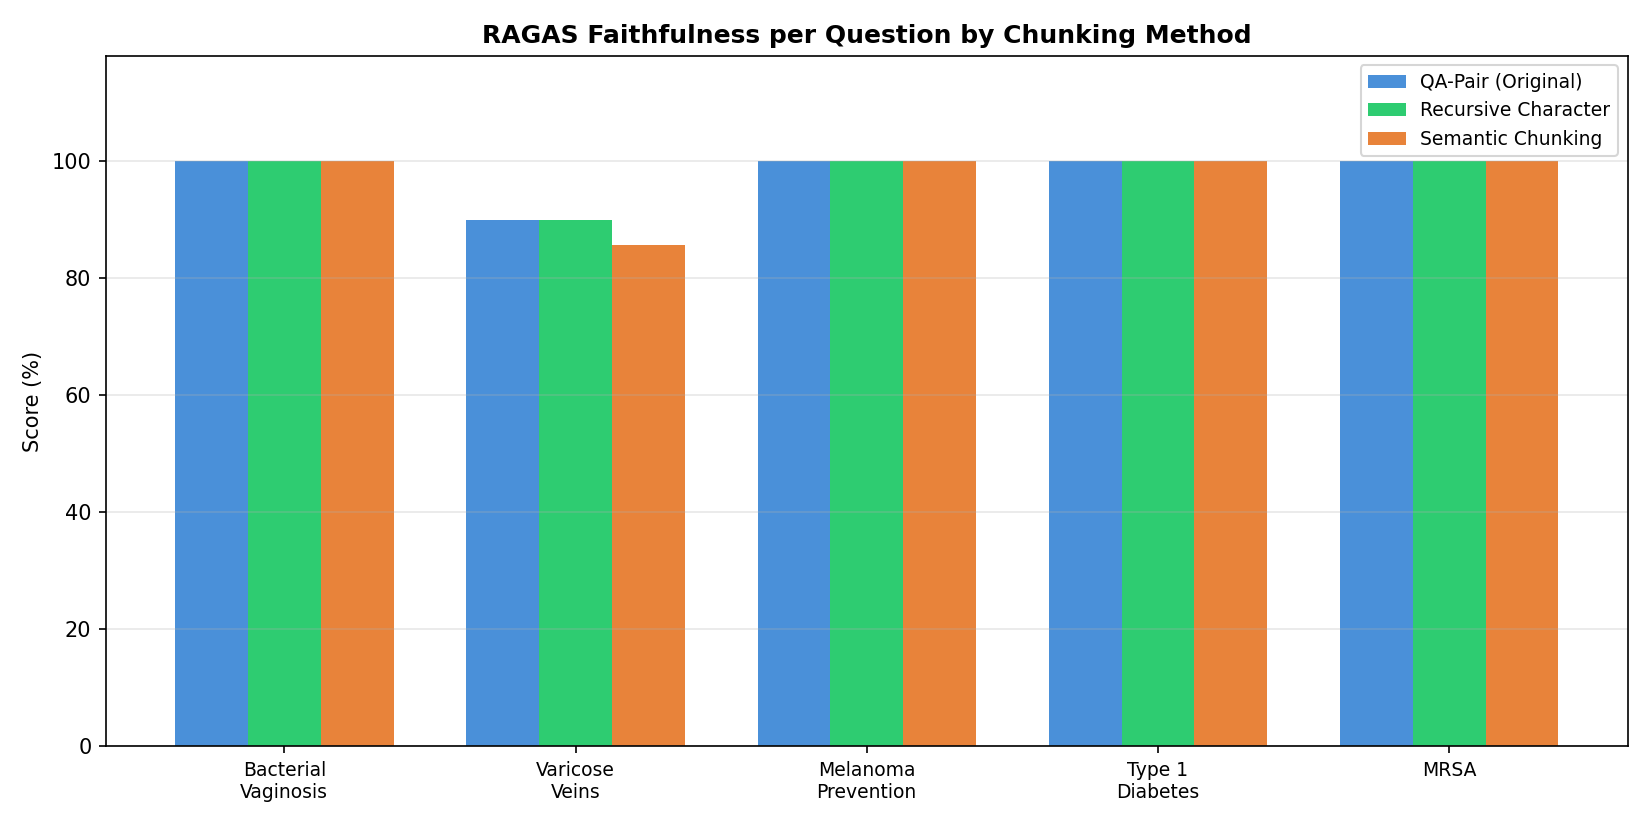 RAGAS Faithfulness per Question by Chunking Method
QA-Pair (Original)
Recursive Character
Semantic Chunking
Score (%)
100
80
60
40
20
0
Bacterial
Vaginosis
Varicose
Veins
Melanoma
Prevention
Type 1
Diabetes
MRSA